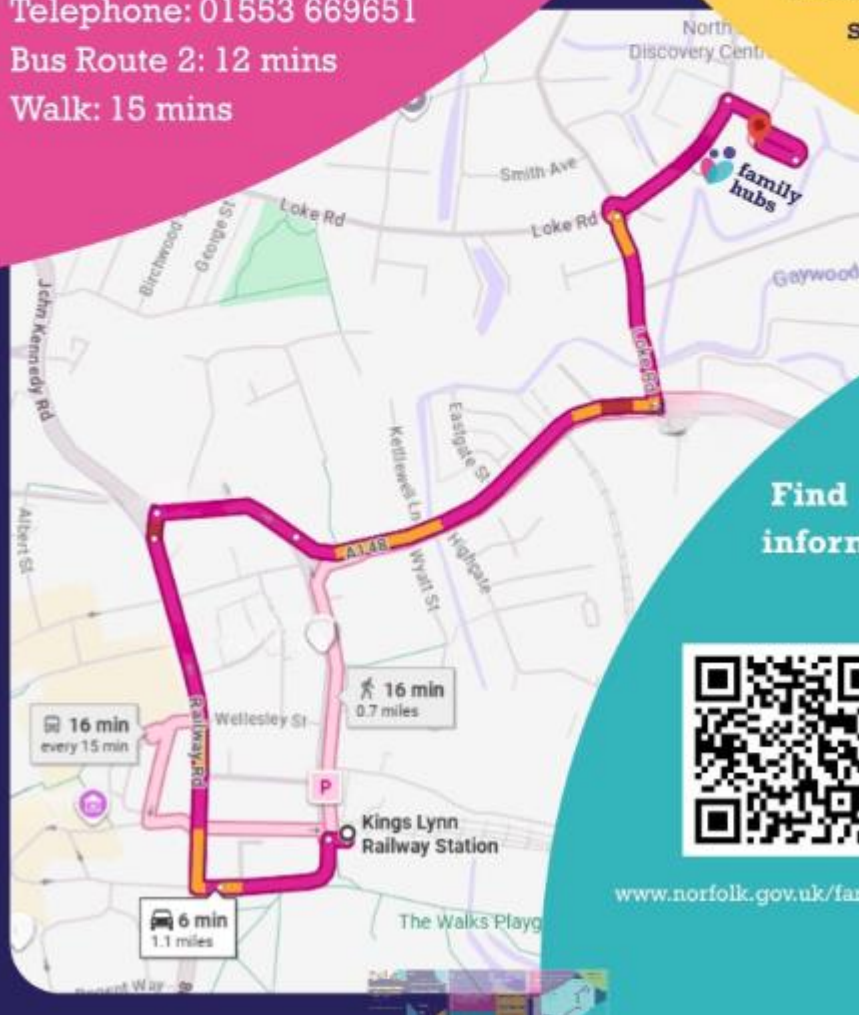 Telephone: 01553 669651
Bus Route 2: 12 mins
Walk: 15 mins
North
Discovery
s
Smith Ave
family
hubs
Loke Rd
Loke Rd
Birchwood
George St
Gaywood
John Kennedy Rd
Loke Rd
Eastgate St
Kettlewell Ln
Find
inform
Albert St
A148
Wyatt St
Highgate
16 min
0.7 miles
16 min
every 15 min
Railway Rd
Wellesley St
P
Kings Lynn
Railway Station
www.norfolk.gov.uk/fam
6 min
1.1 miles
The Walks Playg